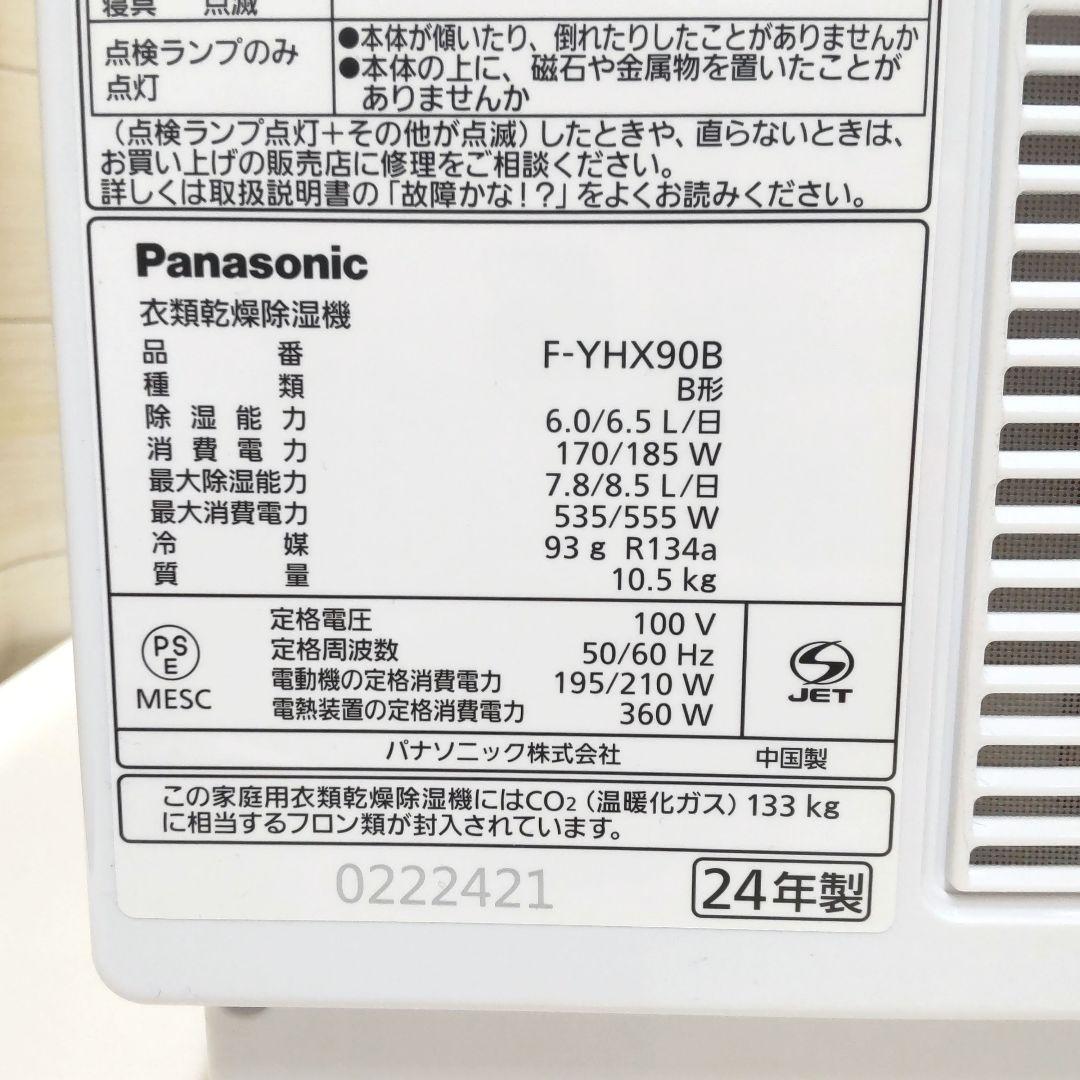 寝具 点滅
点検ランプのみ
点灯
●本体が傾いたり、倒れたりしたことがありませんか
●本体の上に、磁石や金属物を置いたことが
ありませんか
（点検ランプ点灯＋その他が点滅）したときや、直らないときは、
お買い上げの販売店に修理をご相談ください。
詳しくは取扱説明書の「故障かな！？」をよくお読みください。
Panasonic
衣類乾燥除湿機
品番 F-YHX90B
種類 B形
除湿能力 6.0/6.5 L/日
消費電力 170/185 W
最大除湿能力 7.8/8.5 L/日
最大消費電力 535/555 W
冷媒 93 g R134a
質量 10.5 kg
PS
E
MESC
定格電圧 100 V
定格周波数 50/60 Hz
電動機の定格消費電力 195/210 W
電熱装置の定格消費電力 360 W
JET
パナソニック株式会社 中国製
この家庭用衣類乾燥除湿機にはCO₂（温暖化ガス）133 kg
に相当するフロン類が封入されています。
0222421 24年製